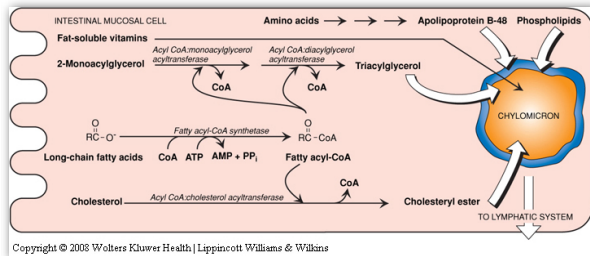 INTESTINAL MUCOSAL CELL
Amino acids
Apolipoprotein B-48
Phospholipids
Fat-soluble vitamins
Acyl CoA:monoacylglycerol
acyltransferase
Acyl CoA:diacylglycerol
acyltransferase
2-Monoacylglycerol
Triacylglycerol
CoA
CoA
CHYLOMICRON
O
RC-O-
Fatty acyl-CoA synthetase
O
RC-CoA
Long-chain fatty acids
CoA ATP AMP + PPi
Fatty acyl-CoA
CoA
Cholesterol
Acyl CoA:cholesterol acyltransferase
Cholesteryl ester
TO LYMPHATIC SYSTEM
Copyright © 2008 Wolters Kluwer Health | Lippincott Williams & Wilkins